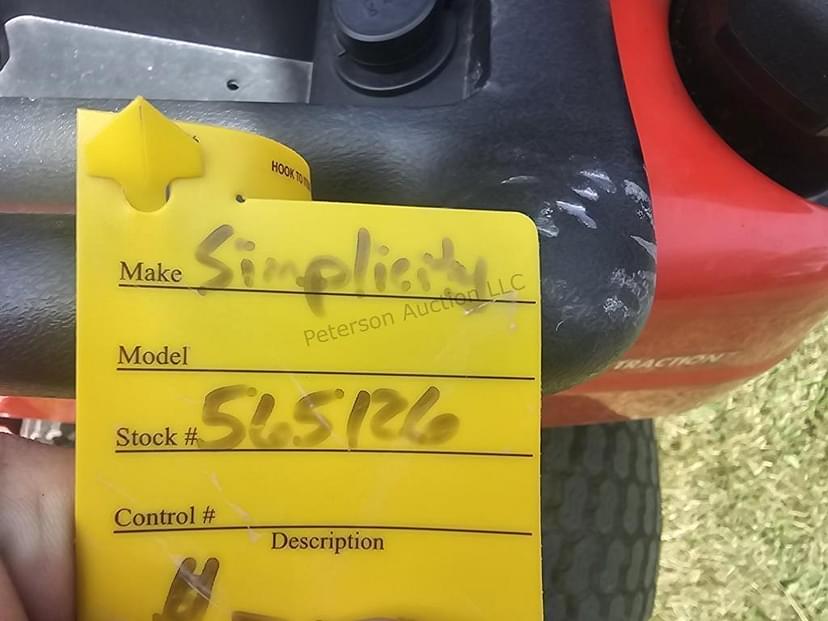 HOOK TO
Make Simplicity
Peterson Auction LLC
Model
TRACTION
Stock # 565126
Control #
Description
#